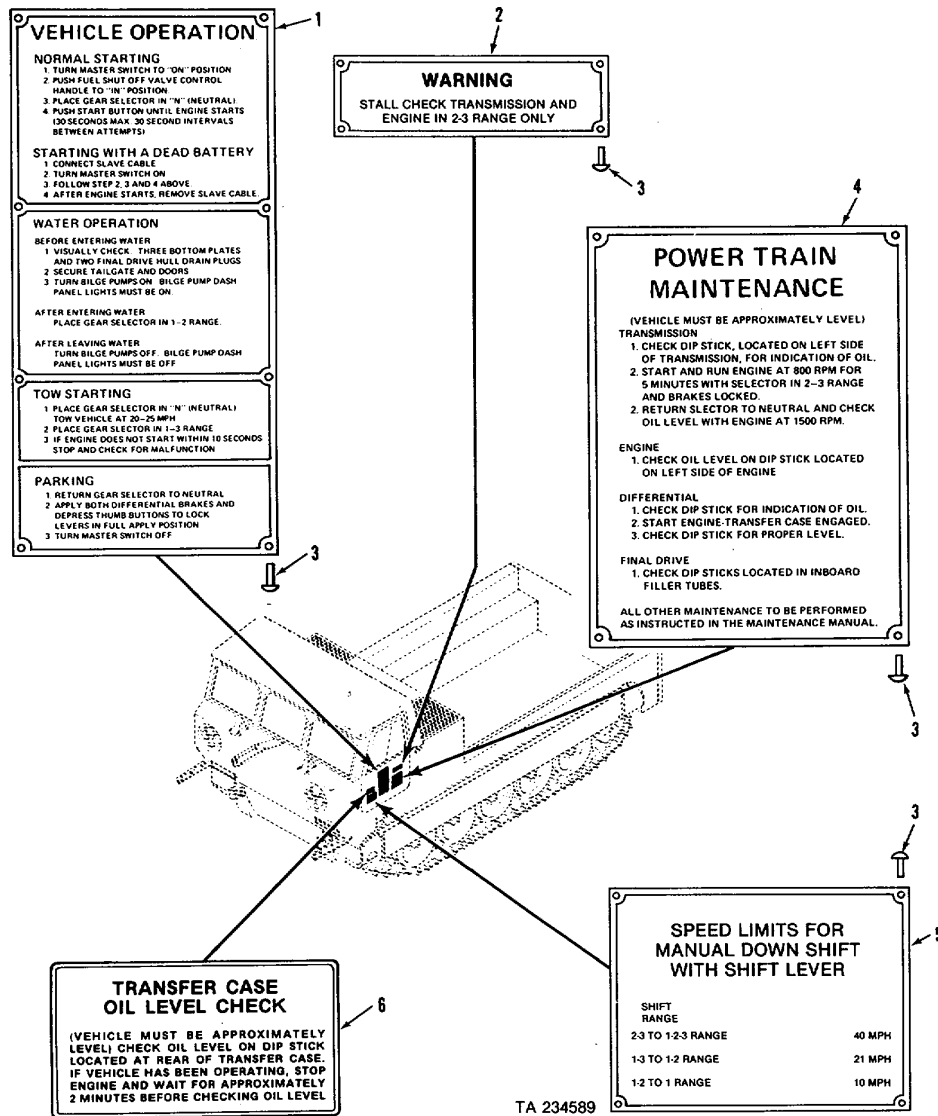 1
VEHICLE OPERATION
NORMAL STARTING
1. TURN MASTER SWITCH TO "ON" POSITION
2. PUSH FUEL SHUT OFF VALVE CONTROL
HANDLE TO "IN" POSITION.
3. PLACE GEAR SELECTOR IN "N" (NEUTRAL).
4. PUSH START BUTTON UNTIL ENGINE STARTS
(30 SECONDS MAX. 30 SECOND INTERVALS
BETWEEN ATTEMPTS)
STARTING WITH A DEAD BATTERY
1 CONNECT SLAVE CABLE
2. TURN MASTER SWITCH ON
3. FOLLOW STEP 2, 3 AND 4 ABOVE
4 AFTER ENGINE STARTS, REMOVE SLAVE CABLE.
WATER OPERATION
BEFORE ENTERING WATER
1 VISUALLY CHECK: THREE BOTTOM PLATES
AND TWO FINAL DRIVE HULL DRAIN PLUGS
2 SECURE TAILGATE AND DOORS
3 TURN BILGE PUMPS ON BILGE PUMP DASH
PANEL LIGHTS MUST BE ON.
AFTER ENTERING WATER
PLACE GEAR SELECTOR IN 1-2 RANGE.
AFTER LEAVING WATER
TURN BILGE PUMPS OFF. BILGE PUMP DASH
PANEL LIGHTS MUST BE OFF
TOW STARTING
1 PLACE GEAR SELECTOR IN "N" (NEUTRAL)
TOW VEHICLE AT 20-25 MPH
2 PLACE GEAR SLECTOR IN 1-3 RANGE
3 IF ENGINE DOES NOT START WITHIN 10 SECONDS
STOP AND CHECK FOR MALFUNCTION
PARKING
1 RETURN GEAR SELECTOR TO NEUTRAL
2 APPLY BOTH DIFFERENTIAL BRAKES AND
DEPRESS THUMB BUTTONS TO LOCK
LEVERS IN FULL APPLY POSITION
3 TURN MASTER SWITCH OFF
3
2
WARNING
STALL CHECK TRANSMISSION AND
ENGINE IN 2-3 RANGE ONLY
3
4
POWER TRAIN
MAINTENANCE
(VEHICLE MUST BE APPROXIMATELY LEVEL)
TRANSMISSION
1. CHECK DIP STICK, LOCATED ON LEFT SIDE
OF TRANSMISSION, FOR INDICATION OF OIL.
2. START AND RUN ENGINE AT 800 RPM FOR
5 MINUTES WITH SELECTOR IN 2-3 RANGE
AND BRAKES LOCKED.
2. RETURN SLECTOR TO NEUTRAL AND CHECK
OIL LEVEL WITH ENGINE AT 1500 RPM.
ENGINE
1. CHECK OIL LEVEL ON DIP STICK LOCATED
ON LEFT SIDE OF ENGINE
DIFFERENTIAL
1. CHECK DIP STICK FOR INDICATION OF OIL.
2. START ENGINE-TRANSFER CASE ENGAGED.
3. CHECK DIP STICK FOR PROPER LEVEL.
FINAL DRIVE
1. CHECK DIP STICKS LOCATED IN INBOARD
FILLER TUBES.
ALL OTHER MAINTENANCE TO BE PERFORMED
AS INSTRUCTED IN THE MAINTENANCE MANUAL.
3
3
5
SPEED LIMITS FOR
MANUAL DOWN SHIFT
WITH SHIFT LEVER
SHIFT
RANGE
2-3 TO 1-2-3 RANGE 40 MPH
1-3 TO 1-2 RANGE 21 MPH
1-2 TO 1 RANGE 10 MPH
6
TRANSFER CASE
OIL LEVEL CHECK
(VEHICLE MUST BE APPROXIMATELY
LEVEL) CHECK OIL LEVEL ON DIP STICK
LOCATED AT REAR OF TRANSFER CASE.
IF VEHICLE HAS BEEN OPERATING, STOP
ENGINE AND WAIT FOR APPROXIMATELY
2 MINUTES BEFORE CHECKING OIL LEVEL
TA 234589